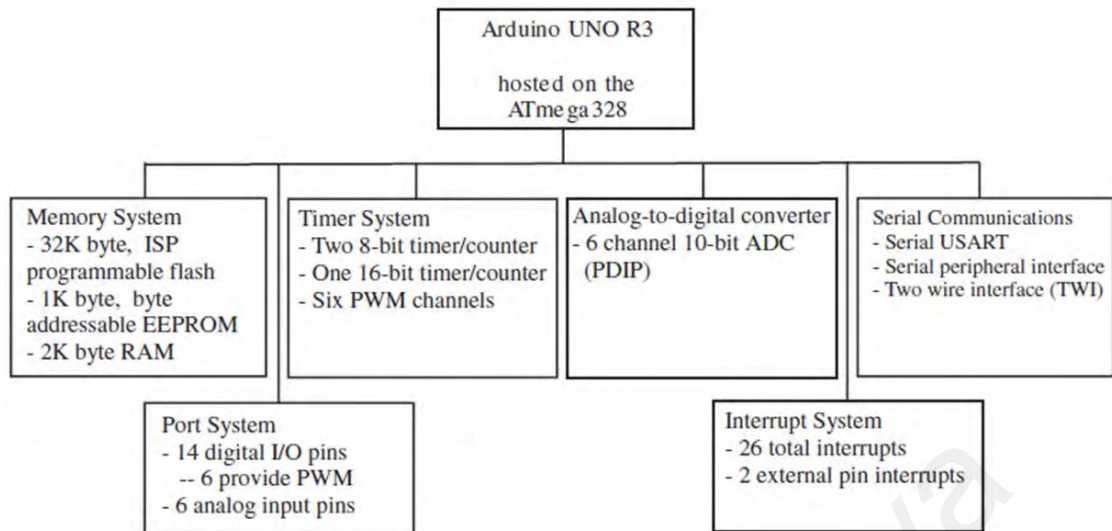 Arduino UNO R3
hosted on the
ATmega328
Memory System
- 32K byte, ISP
programmable flash
- 1K byte, byte
addressable EEPROM
- 2K byte RAM
Timer System
- Two 8-bit timer/counter
- One 16-bit timer/counter
- Six PWM channels
Analog-to-digital converter
- 6 channel 10-bit ADC
(PDIP)
Serial Communications
- Serial USART
- Serial peripheral interface
- Two wire interface (TWI)
Port System
- 14 digital I/O pins
-- 6 provide PWM
- 6 analog input pins
Interrupt System
- 26 total interrupts
- 2 external pin interrupts